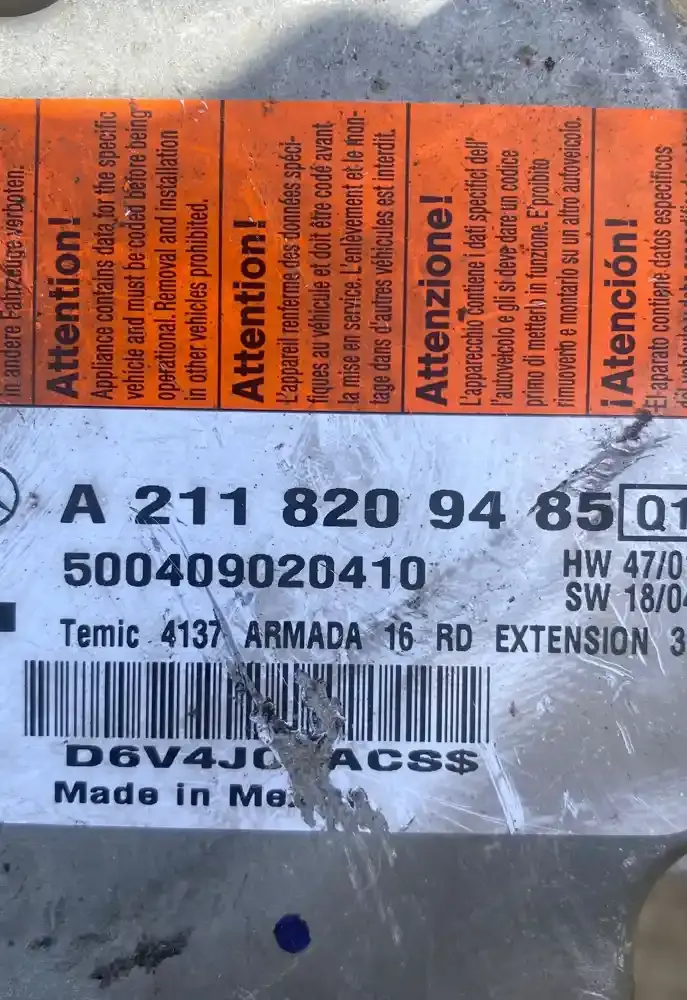 in andere Fahrzeuge verboten.
Attention!
Appliance contains data for the specific
vehicle and must be coded before being
operational. Removal and installation
in other vehicles prohibited.
Attention!
L'appareil renferme des données spéci-
fiques au véhicule et doit être codé avant
la mise en service. L'enlèvement et le mon-
tage dans d'autres véhicules est interdit.
Attenzione!
L'apparecchio contiene i dati specifici dell'
l'autoveicolo e gli si deve dare un codice
primo di metterlo in funzione. E'proibito
rimuoverlo e montarlo su un altro autoveicolo.
¡Atención!
El aparato contiene datos específicos
A 211 820 94 85 Q1
500409020410
HW 47/0
SW 18/04
Temic 4137 ARMADA 16 RD EXTENSION 3
D6V4J ACS$
Made in